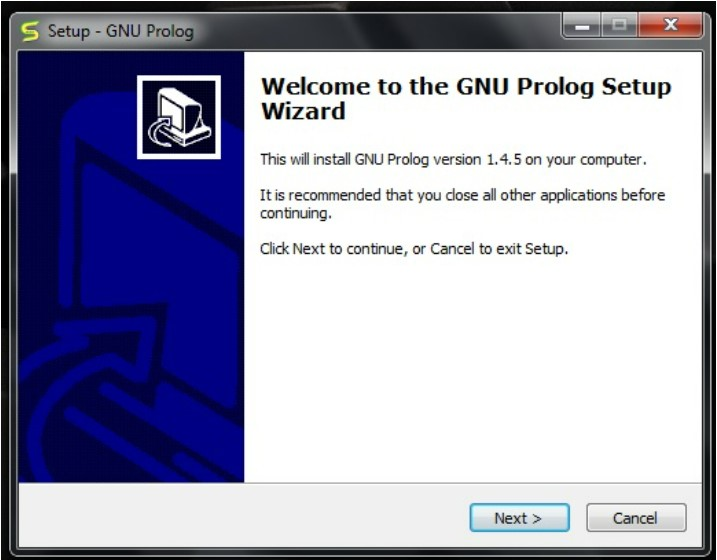 Setup - GNU Prolog
Welcome to the GNU Prolog Setup
Wizard
This will install GNU Prolog version 1.4.5 on your computer.
It is recommended that you close all other applications before
continuing.
Click Next to continue, or Cancel to exit Setup.
Next >
Cancel